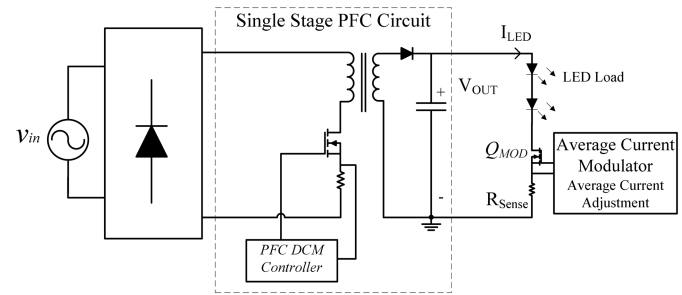 Single Stage PFC Circuit
I_LED
LED Load
+
V_OUT
v_in
Q_MOD
Average Current
Modulator
Average Current
Adjustment
R_Sense
-
PFC DCM
Controller